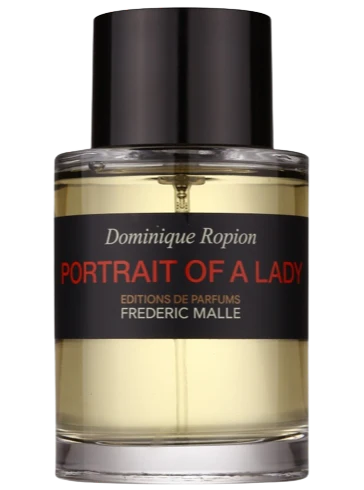 Dominique Ropion
PORTRAIT OF A LADY
EDITIONS DE PARFUMS
FREDERIC MALLE